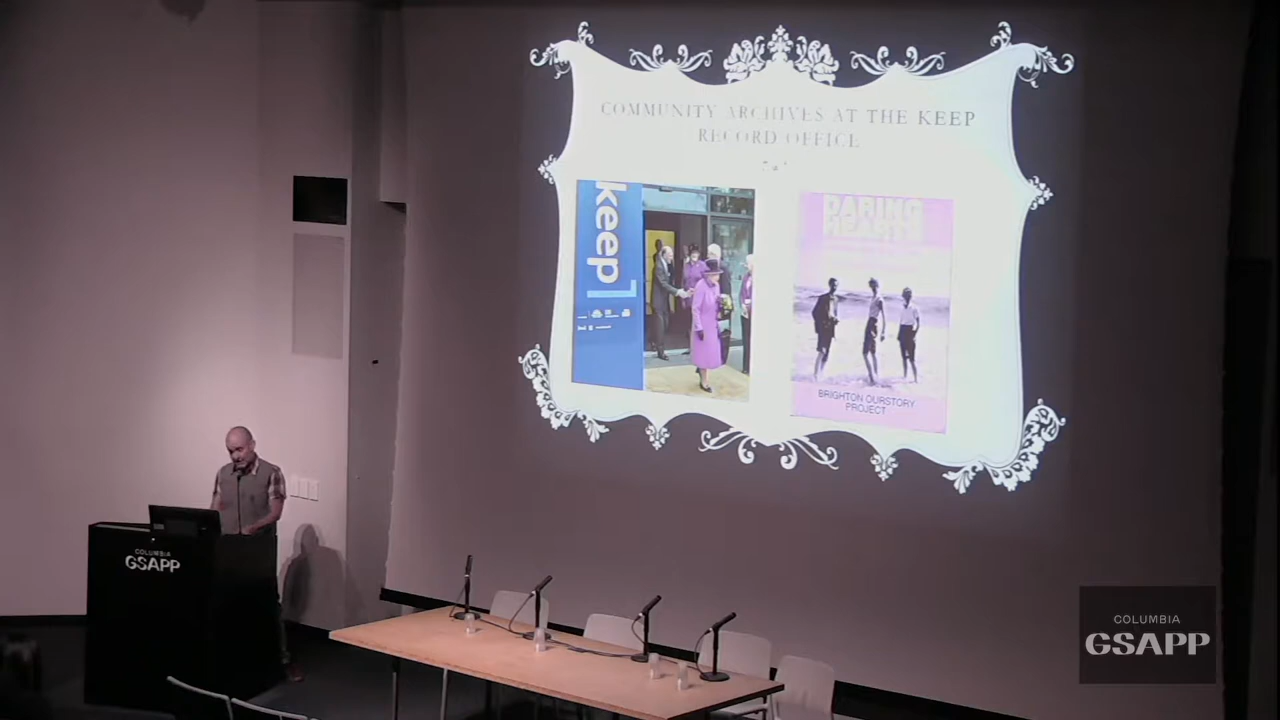 COMMUNITY ARCHIVES AT THE KEEP
RECORD OFFICE
keep
DARING
HEARTS
BRIGHTON OURSTORY
PROJECT
COLUMBIA
GSAPP
COLUMBIA
GSAPP